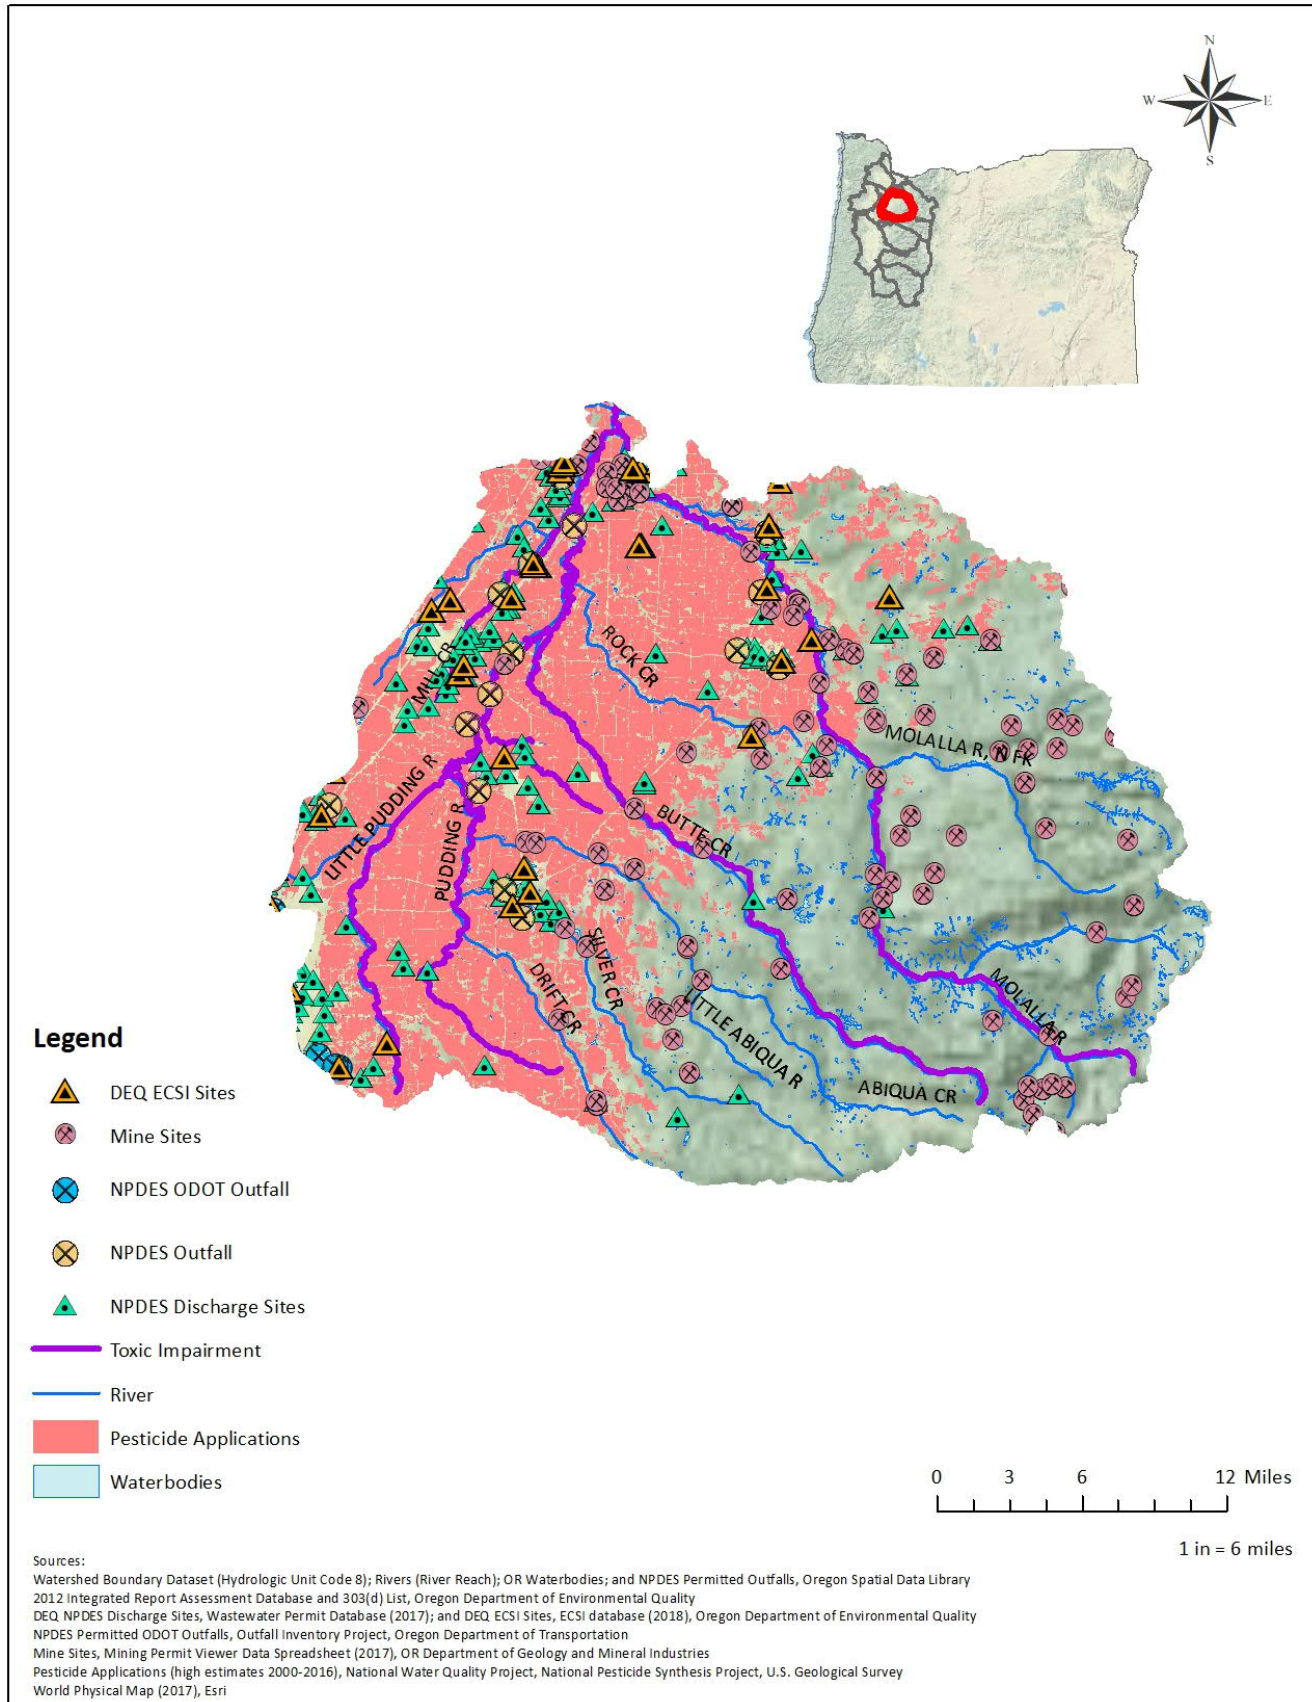 N
W
E
S
ROCK CR
MILL CR
MOLALLA R, N FK
LITTLE PUDDING R
PUDDING R
BUTTE CR
SILVER CR
DRIFT CR
MOLALLA R
LITTLE ABIQUA R
ABIQUA CR
Legend
DEQ ECSI Sites
Mine Sites
NPDES ODOT Outfall
NPDES Outfall
NPDES Discharge Sites
Toxic Impairment
River
Pesticide Applications
Waterbodies
0 3 6 12 Miles
1 in = 6 miles
Sources:
Watershed Boundary Dataset (Hydrologic Unit Code 8); Rivers (River Reach); OR Waterbodies; and NPDES Permitted Outfalls, Oregon Spatial Data Library
2012 Integrated Report Assessment Database and 303(d) List, Oregon Department of Environmental Quality
DEQ NPDES Discharge Sites, Wastewater Permit Database (2017); and DEQ ECSI Sites, ECSI database (2018), Oregon Department of Environmental Quality
NPDES Permitted ODOT Outfalls, Outfall Inventory Project, Oregon Department of Transportation
Mine Sites, Mining Permit Viewer Data Spreadsheet (2017), OR Department of Geology and Mineral Industries
Pesticide Applications (high estimates 2000-2016), National Water Quality Project, National Pesticide Synthesis Project, U.S. Geological Survey
World Physical Map (2017), Esri